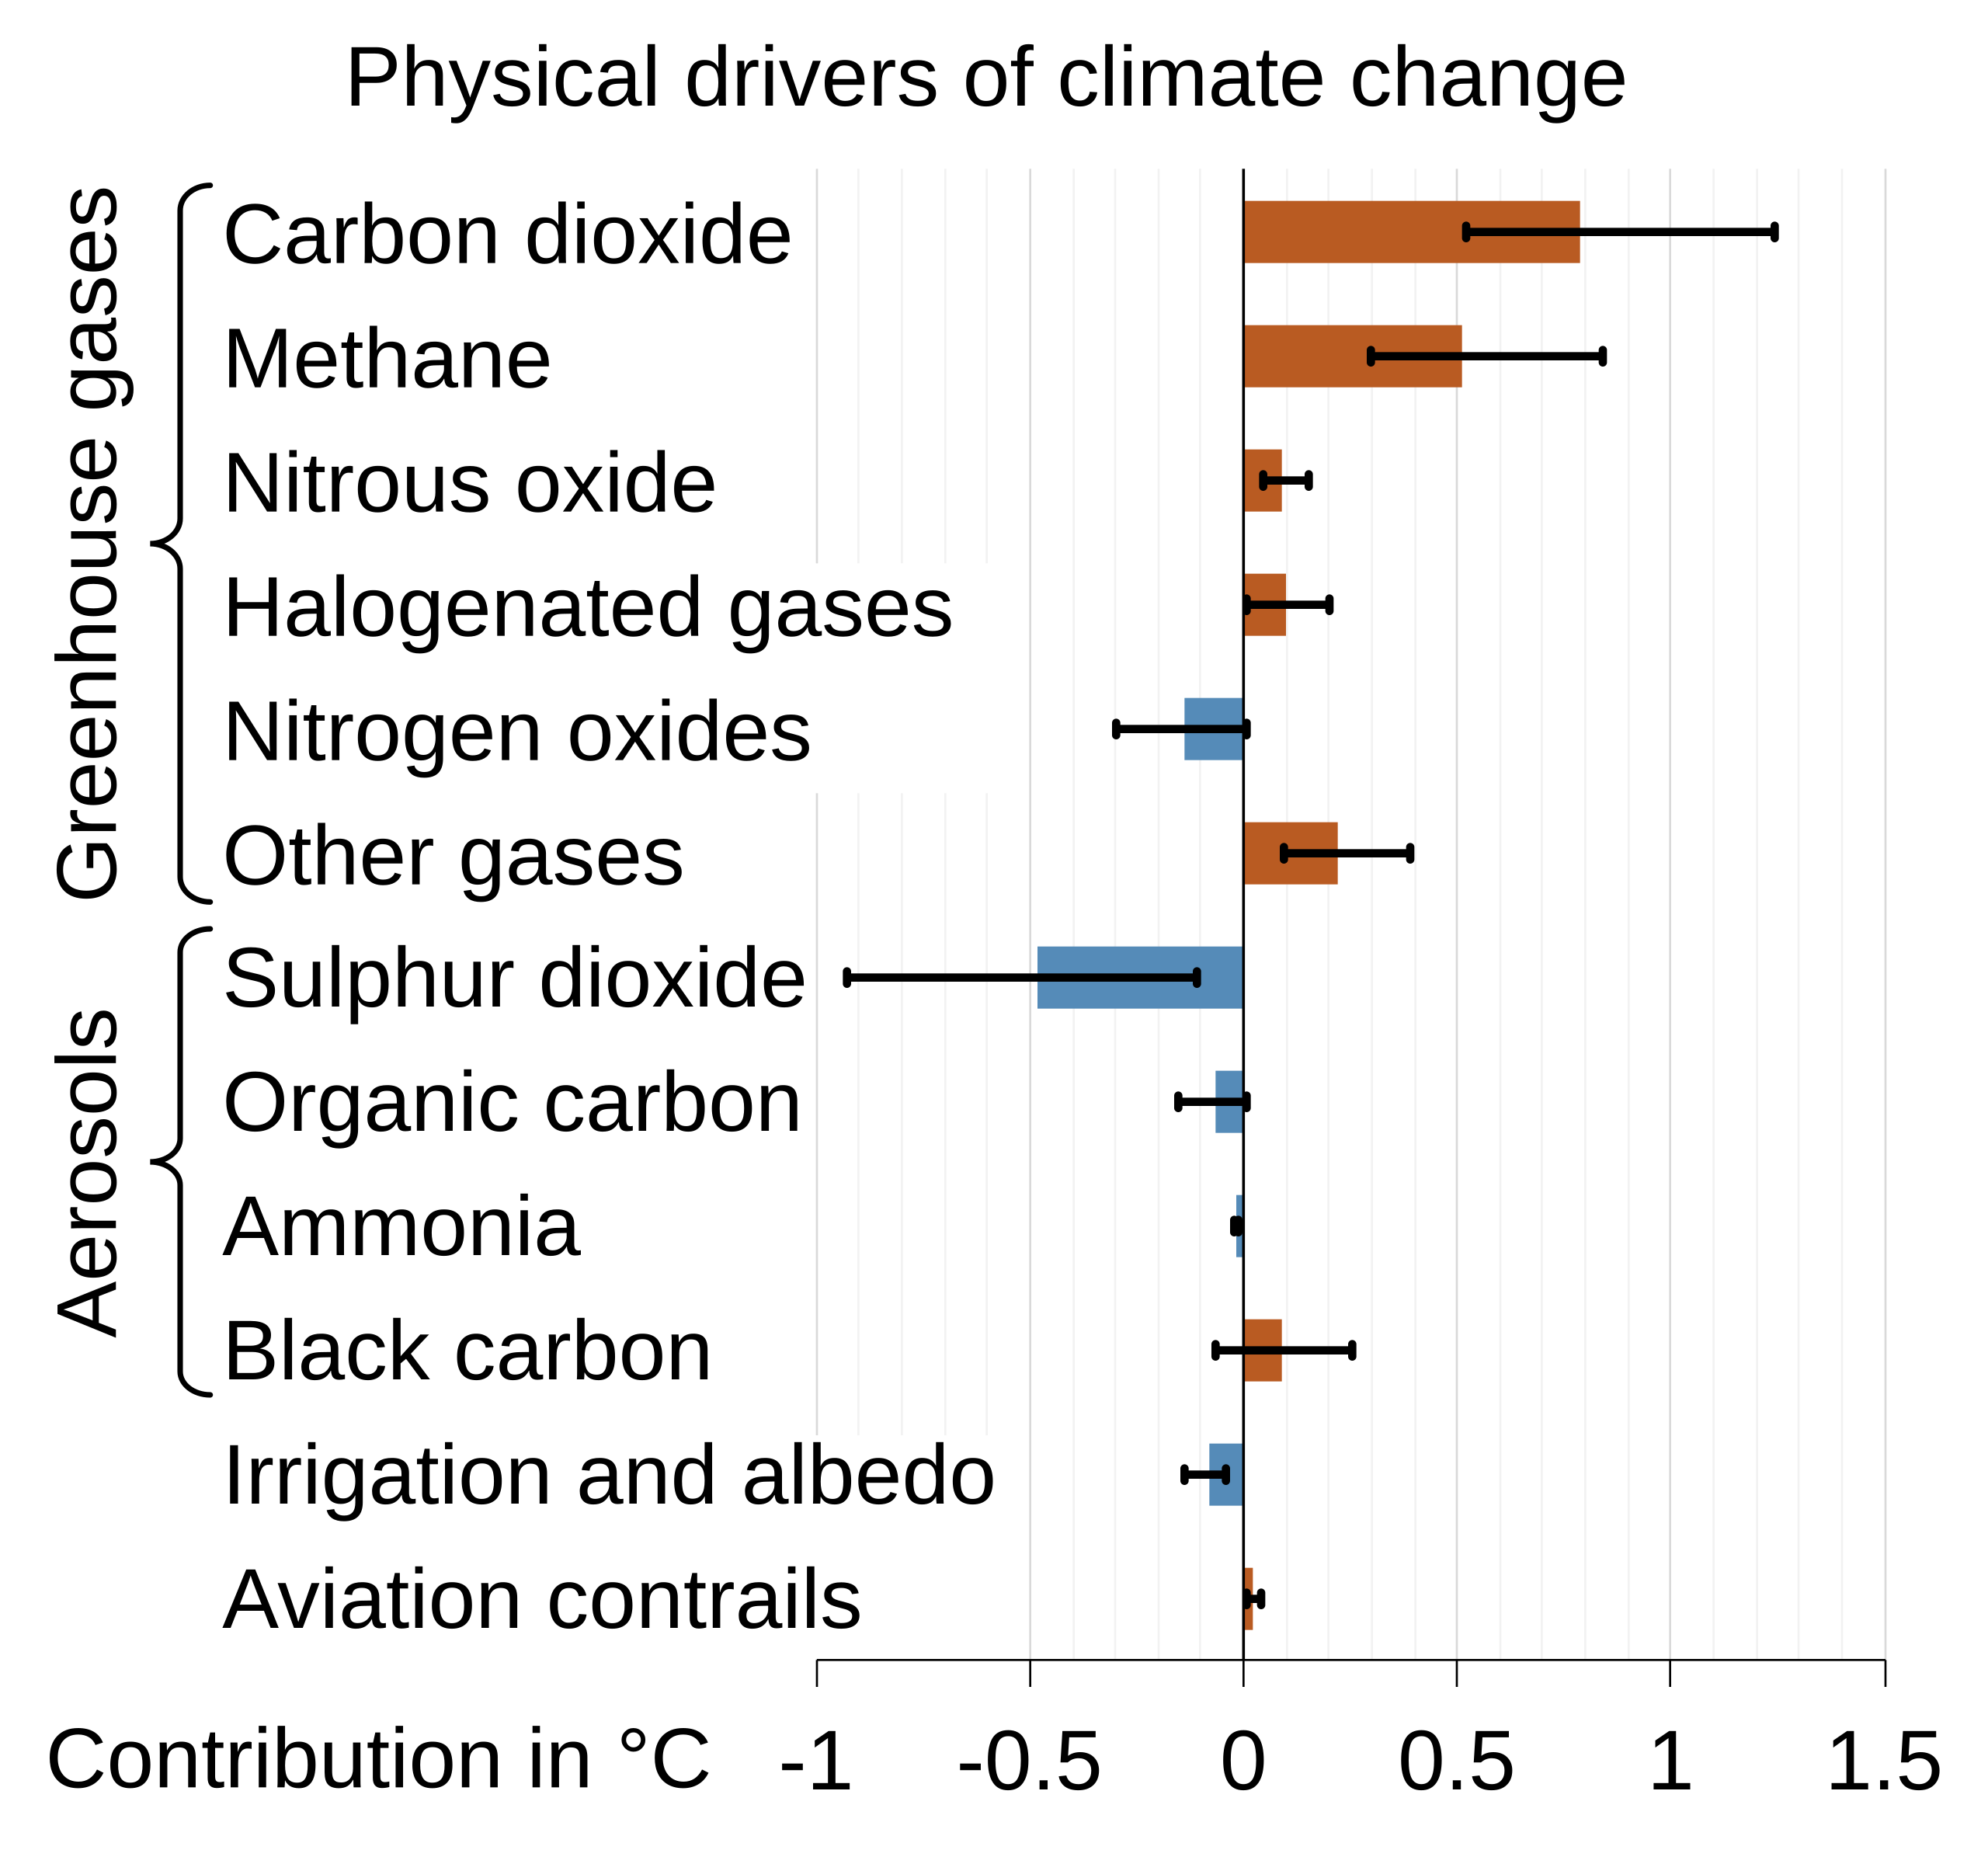 Physical drivers of climate change
Greenhouse gases
Carbon dioxide
Methane
Nitrous oxide
Halogenated gases
Nitrogen oxides
Other gases
Aerosols
Sulphur dioxide
Organic carbon
Ammonia
Black carbon
Irrigation and albedo
Aviation contrails
Contribution in °C -1 -0.5 0 0.5 1 1.5